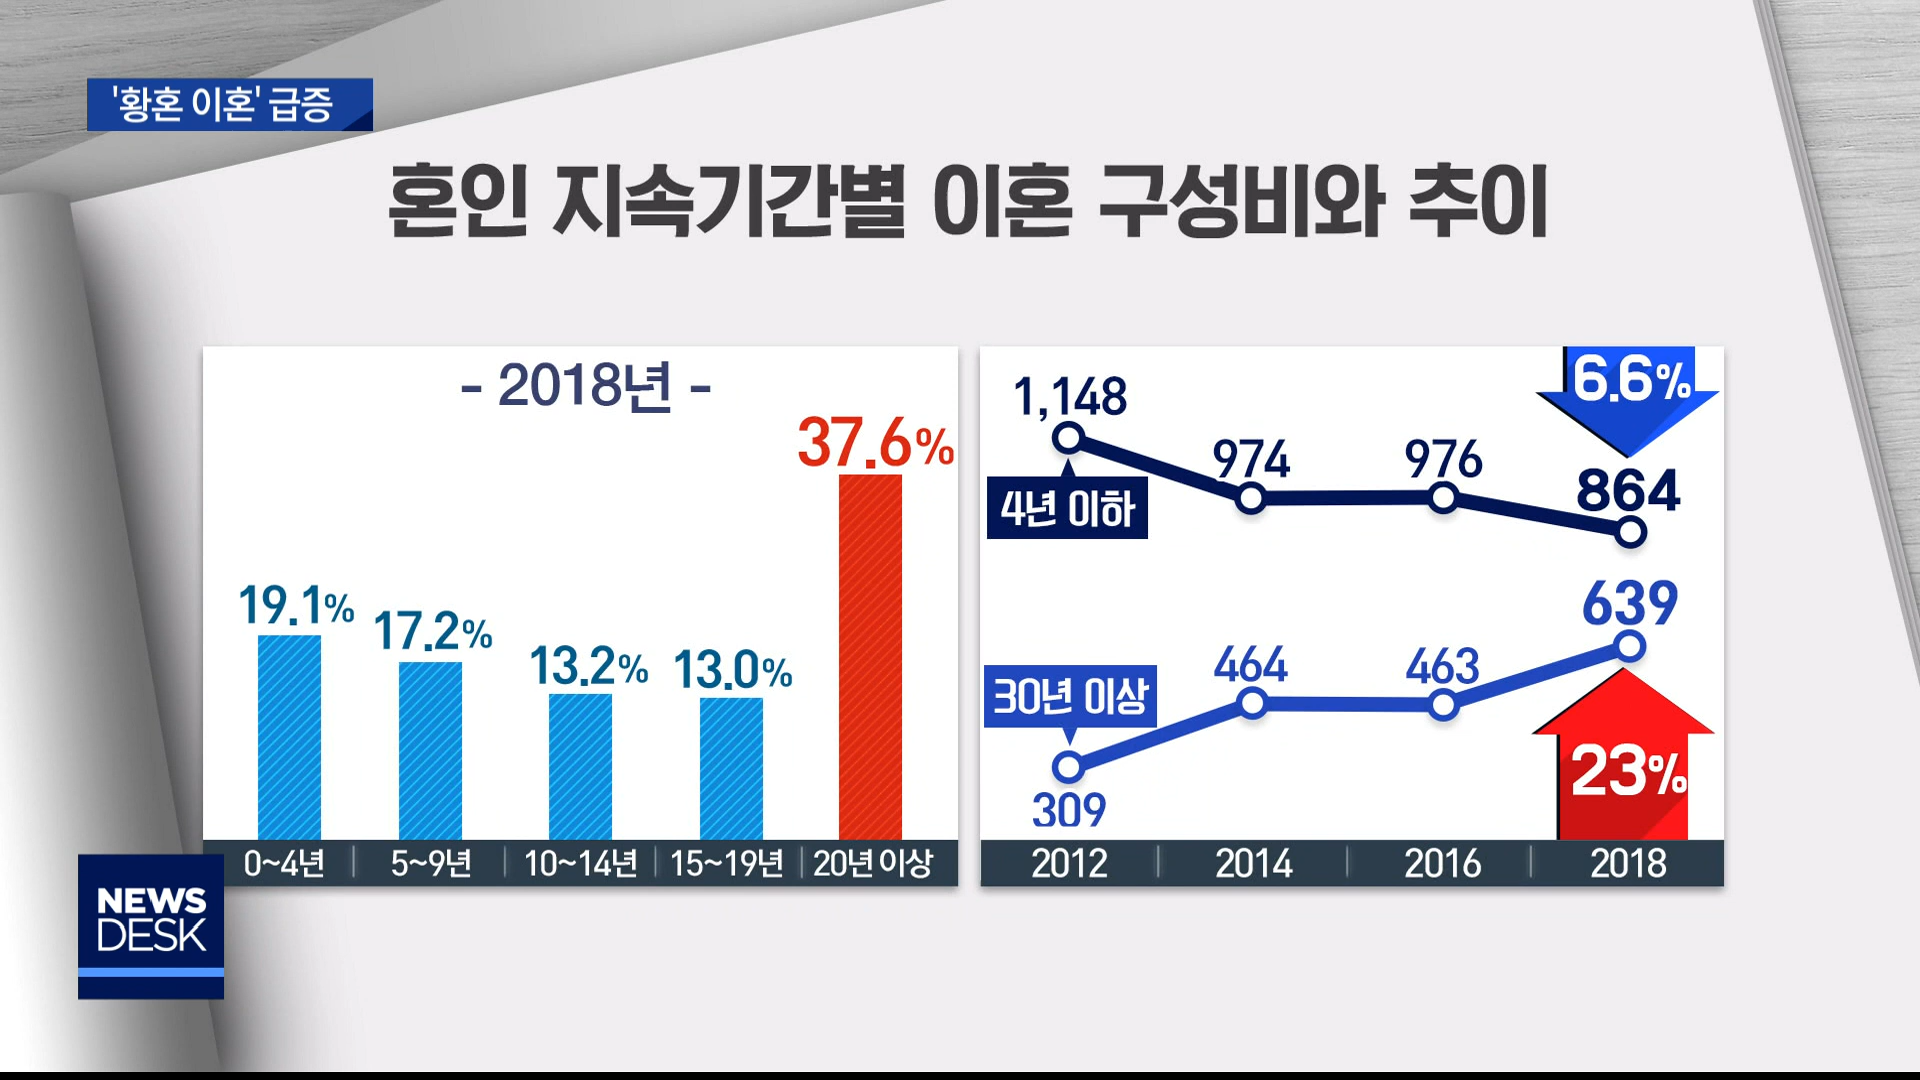 '황혼 이혼' 급증
혼인 지속기간별 이혼 구성비와 추이
- 2018년 -
19.1%
17.2%
13.2%
13.0%
37.6%
0~4년
5~9년
10~14년
15~19년
20년 이상
1,148
974
976
864
6.6%
4년 이하
30년 이상
309
464
463
639
23%
2012
2014
2016
2018
NEWS
DESK